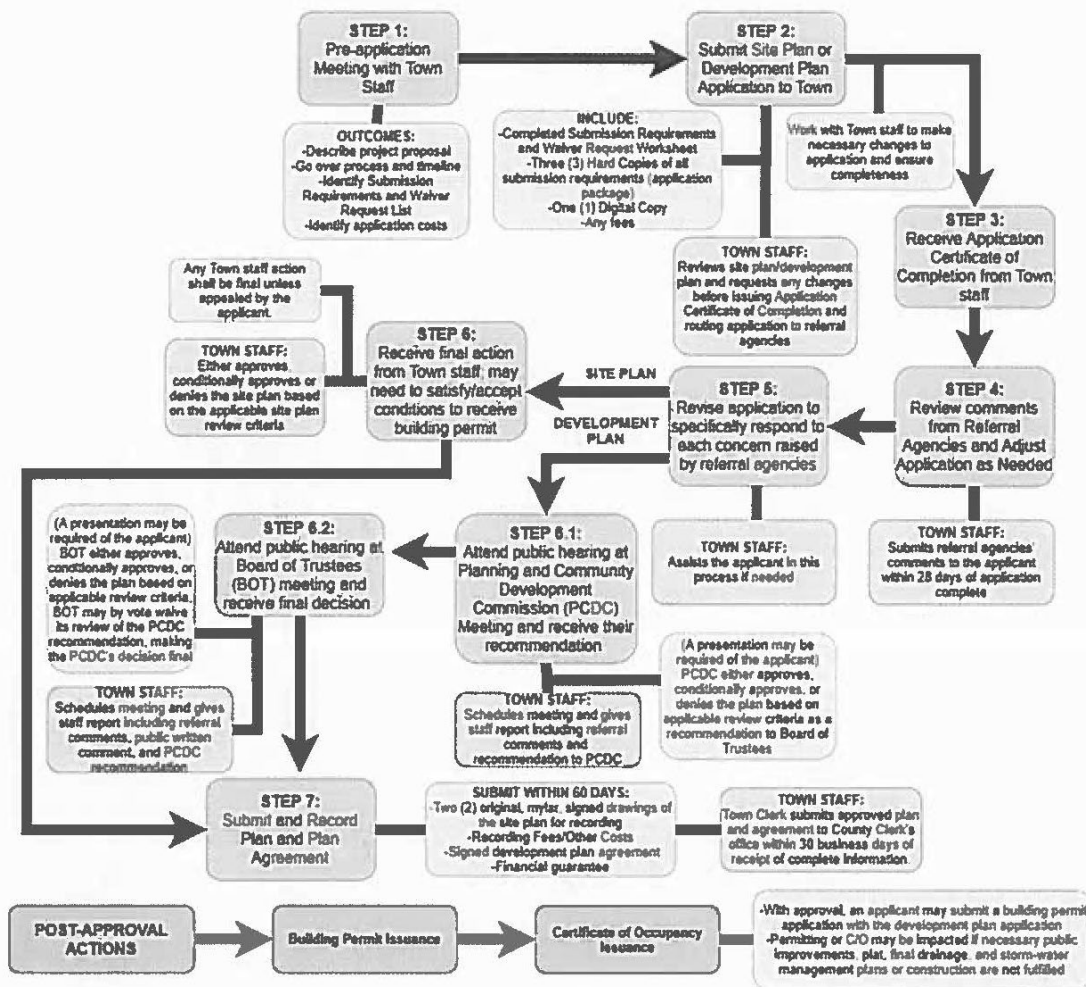 STEP 1:
Pre-application
Meeting with Town
Staff
OUTCOMES:
-Describe project proposal
-Go over process and timeline
-Identify Submission
Requirements and Waiver
Request List
-Identify application costs
STEP 2:
Submit Site Plan or
Development Plan
Application to Town
INCLUDE:
-Completed Submission Requirements
and Waiver Request Worksheet
-Three (3) Hard Copies of all
submission requirements (application
package)
-One (1) Digital Copy
-Any fees
Work with Town staff to make
necessary changes to
application and ensure
completeness
TOWN STAFF:
Reviews site plan/development
plan and requests any changes
before issuing Application
Certificate of Completion and
routing application to referral
agencies
STEP 3:
Receive Application
Certificate of
Completion from Town
staff
STEP 4:
Review comments
from Referral
Agencies and Adjust
Application as Needed
TOWN STAFF:
Submits referral agencies'
comments to the applicant
within 28 days of application
complete
STEP 5:
Revise application to
specifically respond to
each concern raised
by referral agencies
TOWN STAFF:
Assists the applicant in this
process if needed
SITE PLAN
DEVELOPMENT
PLAN
STEP 6:
Receive final action
from Town staff; may
need to satisfy/accept
conditions to receive
building permit
Any Town staff action
shall be final unless
appealed by the
applicant.
TOWN STAFF:
Either approves,
conditionally approves or
denies the site plan based
on the applicable site plan
review criteria
STEP 6.1:
Attend public hearing at
Planning and Community
Development
Commission (PCDC)
Meeting and receive their
recommendation
(A presentation may be
required of the applicant)
PCDC either approves,
conditionally approves, or
denies the plan based on
applicable review criteria as a
recommendation to Board of
Trustees
TOWN STAFF:
Schedules meeting and gives
staff report including referral
comments and
recommendation to PCDC
STEP 6.2:
Attend public hearing at
Board of Trustees
(BOT) meeting and
receive final decision
(A presentation may be
required of the applicant)
BOT either approves,
conditionally approves, or
denies the plan based on
applicable review criteria.
BOT may by vote waive
its review of the PCDC
recommendation, making
the PCDC's decision final
TOWN STAFF:
Schedules meeting and gives
staff report including referral
comments, public written
comment, and PCDC
recommendation
STEP 7:
Submit and Record
Plan and Plan
Agreement
SUBMIT WITHIN 60 DAYS:
-Two (2) original, mylar, signed drawings of
the site plan for recording
-Recording Fees/Other Costs
-Signed development plan agreement
-Financial guarantee
TOWN STAFF:
Town Clerk submits approved plan
and agreement to County Clerk's
office within 30 business days of
receipt of complete information
POST-APPROVAL
ACTIONS
Building Permit Issuance
Certificate of Occupancy
Issuance
-With approval, an applicant may submit a building permit
application with the development plan application
-Permitting or C/O may be impacted if necessary public
improvements, plat, final drainage, and storm-water
management plans or construction are not fulfilled